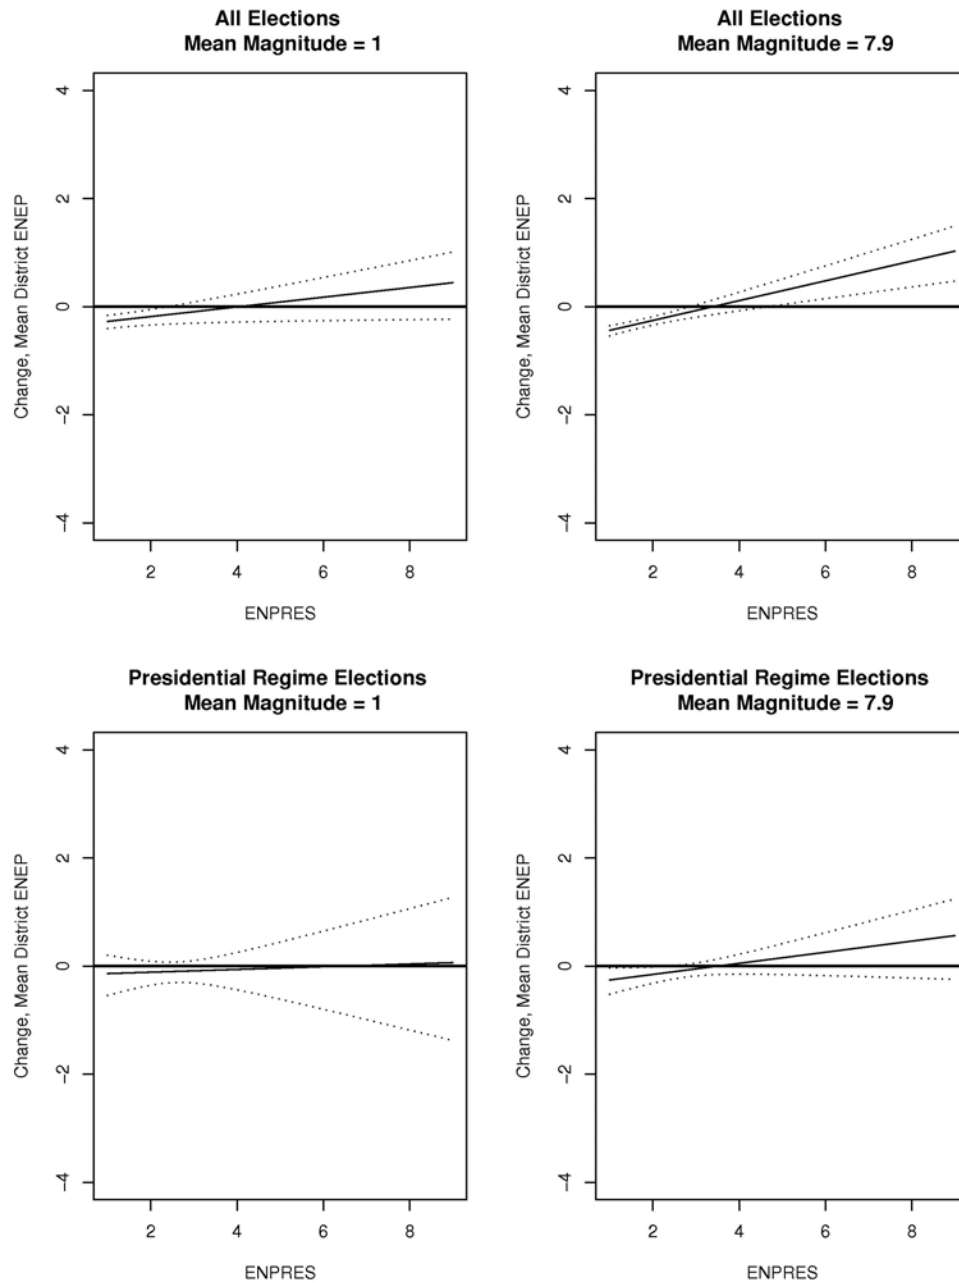 All Elections
Mean Magnitude = 1
Change, Mean District ENEP
4
2
0
−2
−4
2 4 6 8
ENPRES
All Elections
Mean Magnitude = 7.9
Change, Mean District ENEP
4
2
0
−2
−4
2 4 6 8
ENPRES
Presidential Regime Elections
Mean Magnitude = 1
Change, Mean District ENEP
4
2
0
−2
−4
2 4 6 8
ENPRES
Presidential Regime Elections
Mean Magnitude = 7.9
Change, Mean District ENEP
4
2
0
−2
−4
2 4 6 8
ENPRES